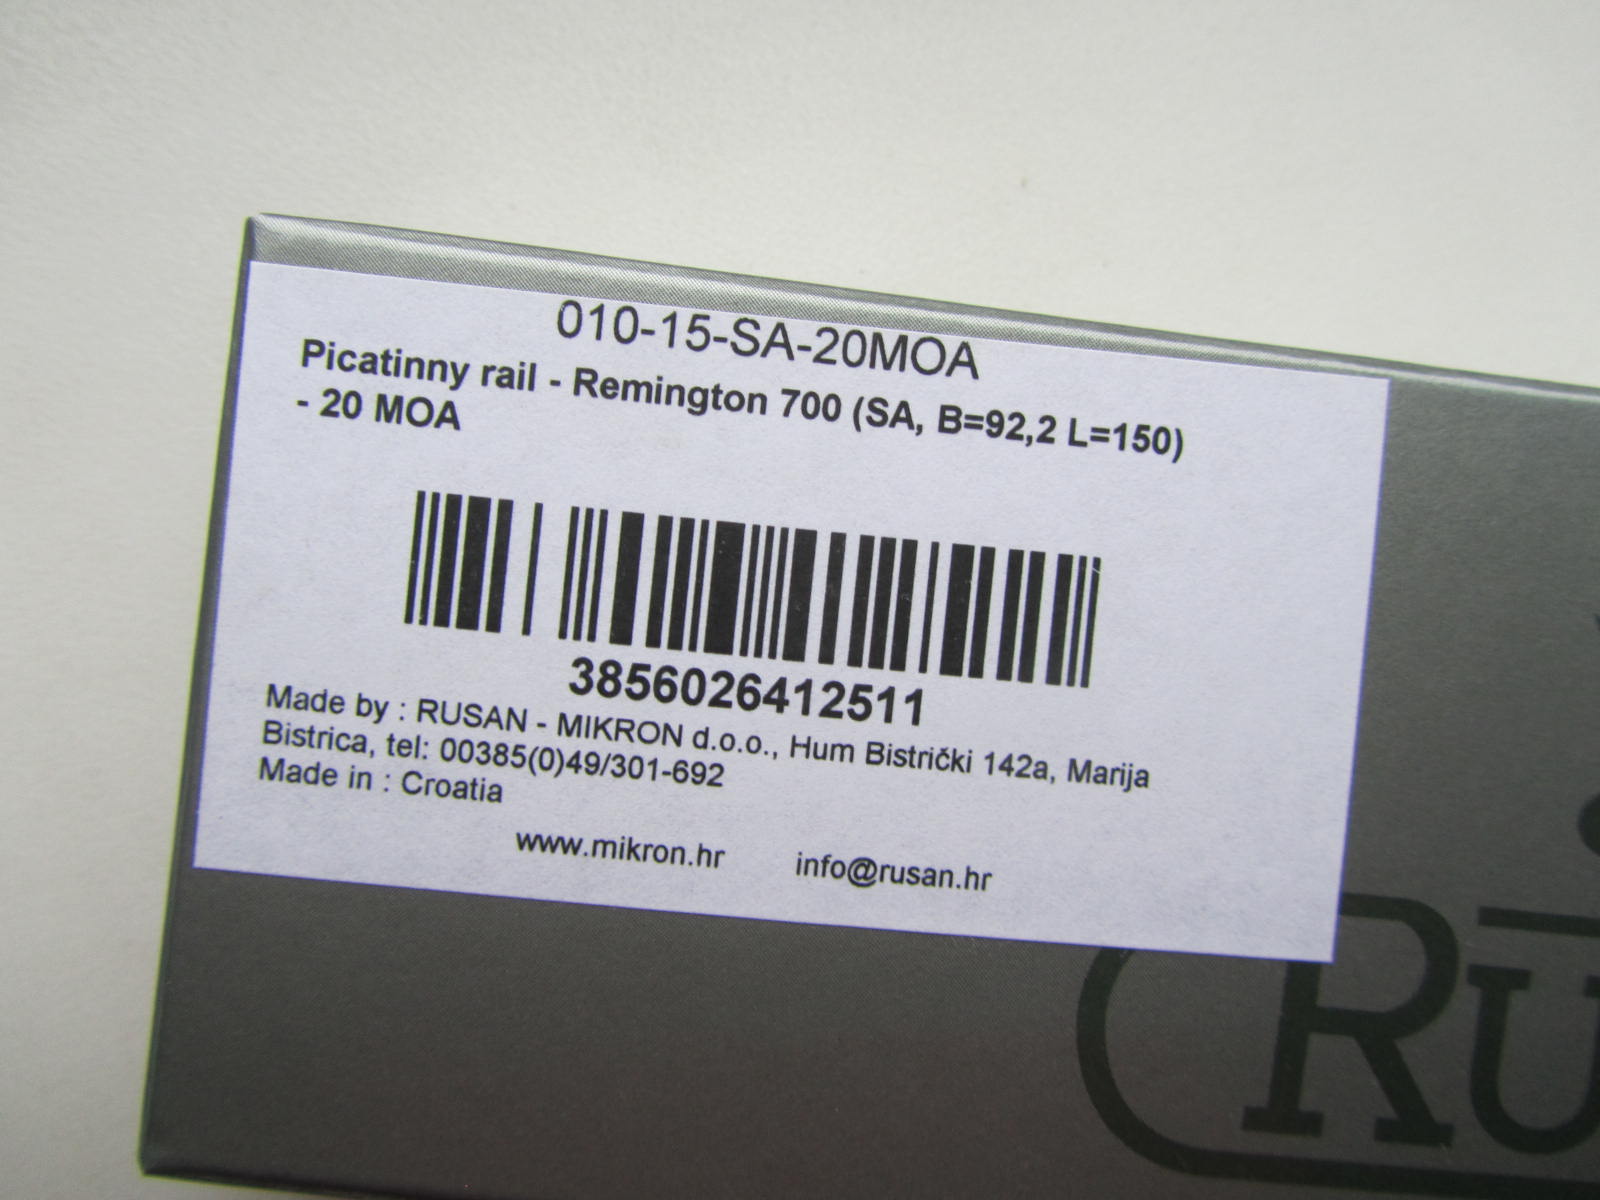 010-15-SA-20MOA
Picatinny rail - Remington 700 (SA, B=92,2 L=150)
- 20 MOA
3856026412511
Made by : RUSAN - MIKRON d.o.o., Hum Bistrički 142a, Marija
Bistrica, tel: 00385(0)49/301-692
Made in : Croatia
www.mikron.hr info@rusan.hr